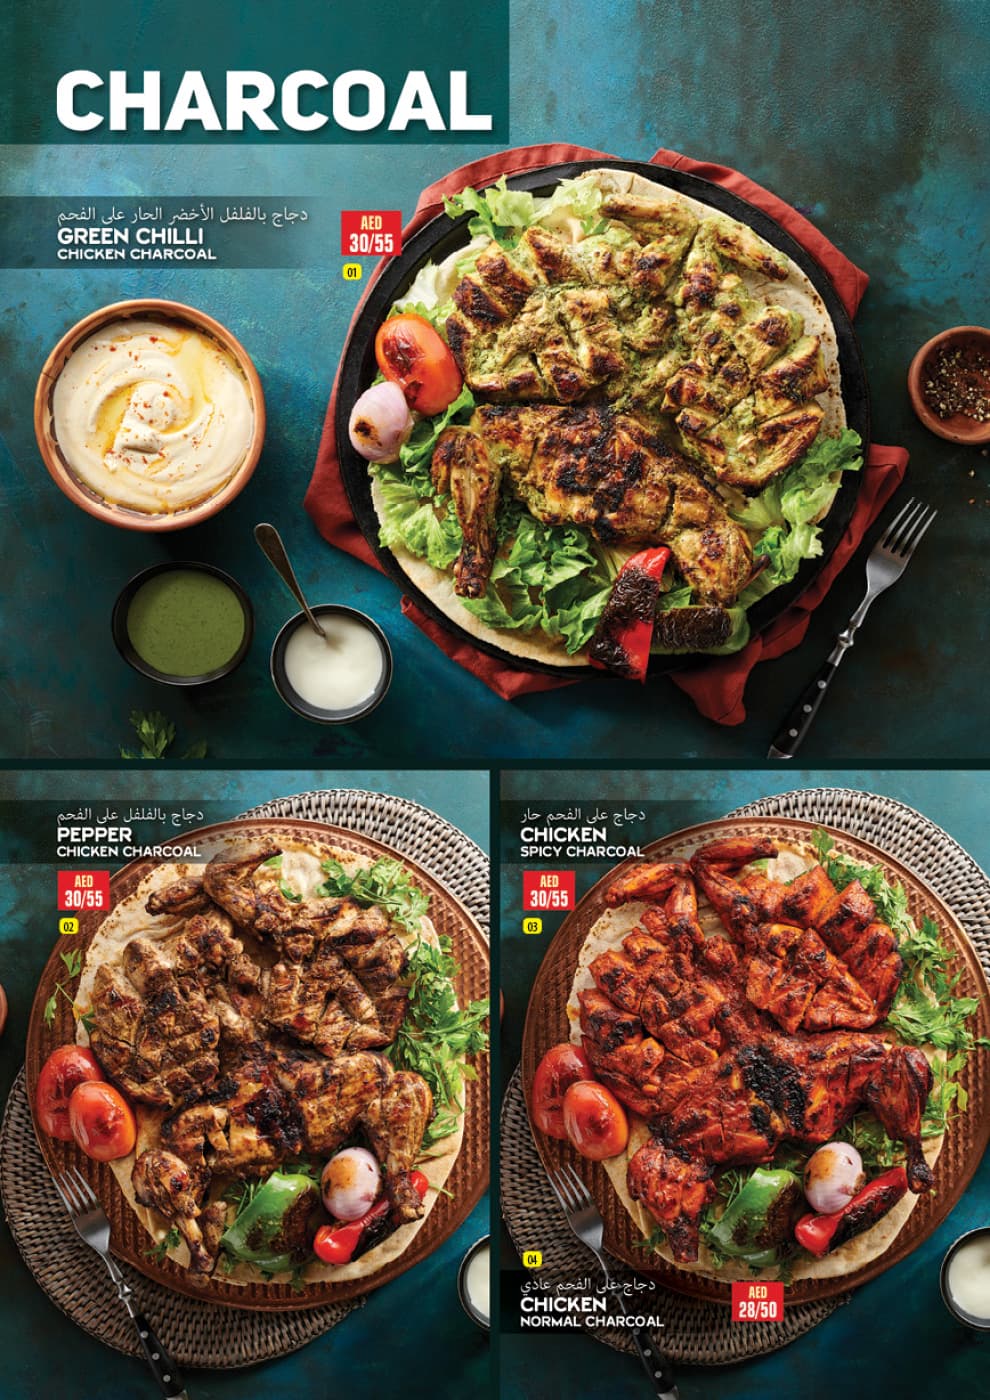 CHARCOAL
دجاج بالفلفل الأخضر الحار على الفحم
GREEN CHILLI
CHICKEN CHARCOAL
AED
30/55
01
دجاج بالفلفل على الفحم
PEPPER
CHICKEN CHARCOAL
AED
30/55
02
دجاج على الفحم حار
CHICKEN
SPICY CHARCOAL
AED
30/55
03
04
دجاج على الفحم عادي
CHICKEN
NORMAL CHARCOAL
AED
28/50